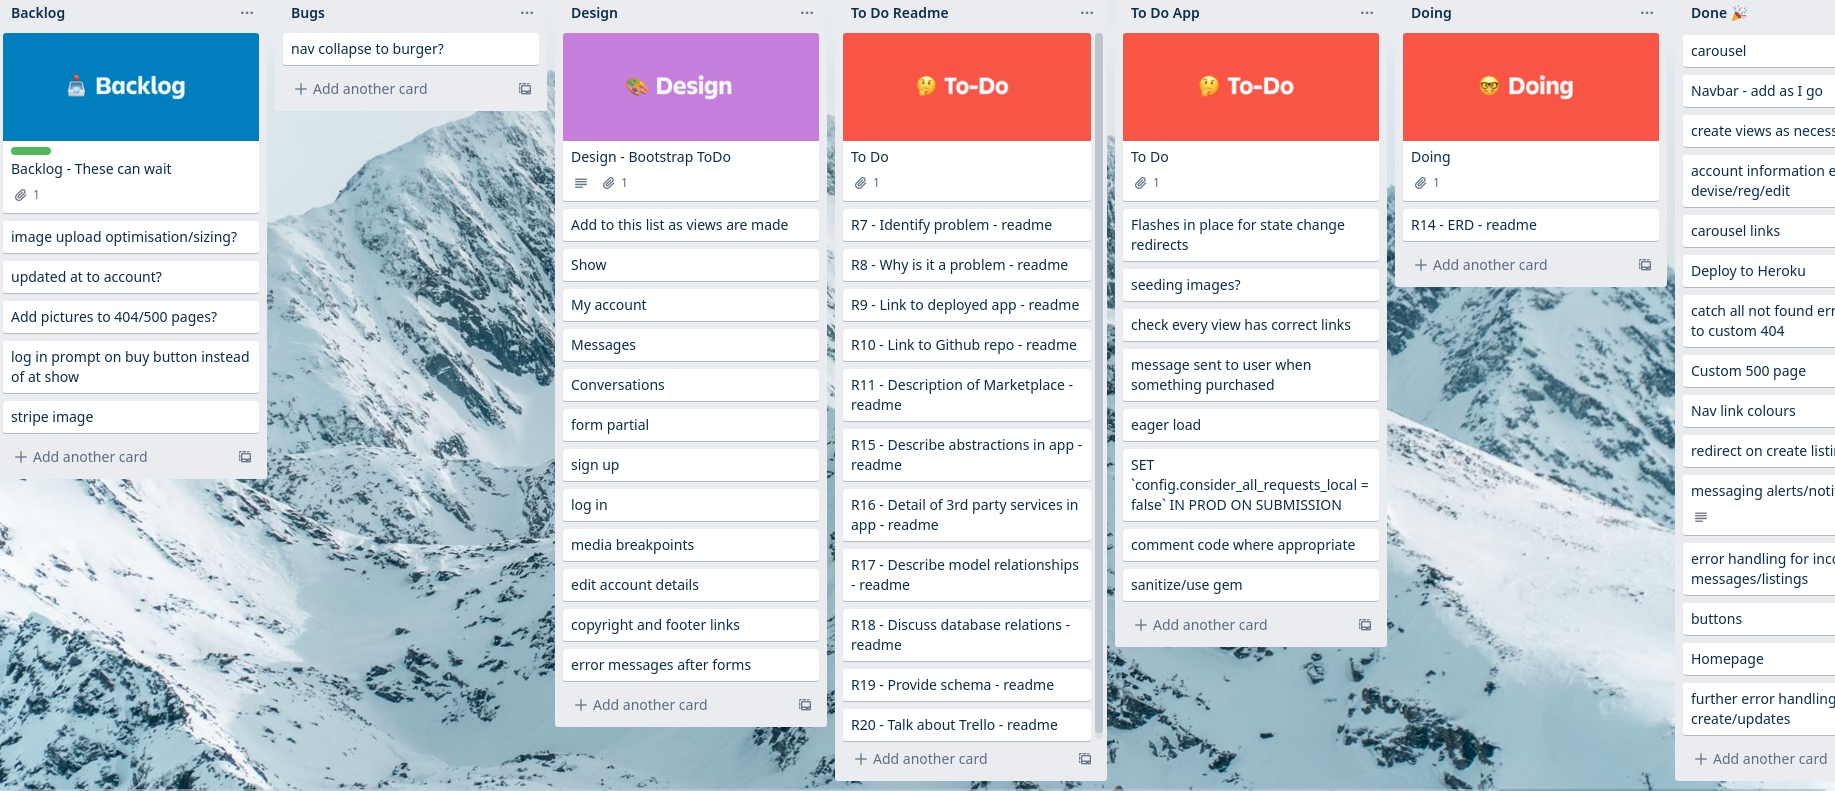 Backlog
Backlog
Backlog - These can wait
1
image upload optimisation/sizing?
updated at to account?
Add pictures to 404/500 pages?
log in prompt on buy button instead
of at show
stripe image
+ Add another card
Bugs
nav collapse to burger?
+ Add another card
Design
Design
Design - Bootstrap ToDo
1
Add to this list as views are made
Show
My account
Messages
Conversations
form partial
sign up
log in
media breakpoints
edit account details
copyright and footer links
error messages after forms
+ Add another card
To Do Readme
To-Do
To Do
1
R7 - Identify problem - readme
R8 - Why is it a problem - readme
R9 - Link to deployed app - readme
R10 - Link to Github repo - readme
R11 - Description of Marketplace -
readme
R15 - Describe abstractions in app -
readme
R16 - Detail of 3rd party services in
app - readme
R17 - Describe model relationships
- readme
R18 - Discuss database relations -
readme
R19 - Provide schema - readme
R20 - Talk about Trello - readme
+ Add another card
To Do App
To-Do
To Do
1
Flashes in place for state change
redirects
seeding images?
check every view has correct links
message sent to user when
something purchased
eager load
SET
`config.consider_all_requests_local =
false` IN PROD ON SUBMISSION
comment code where appropriate
sanitize/use gem
+ Add another card
Doing
Doing
Doing
1
R14 - ERD - readme
+ Add another card
Done 🎉
carousel
Navbar - add as I go
create views as
account information
devise/reg/edit
carousel links
Deploy to Heroku
catch all not found
to custom 404
Custom 500 page
Nav link colours
redirect on create
messaging
error handling for
messages/listings
buttons
Homepage
further error handling
create/updates
+ Add another card